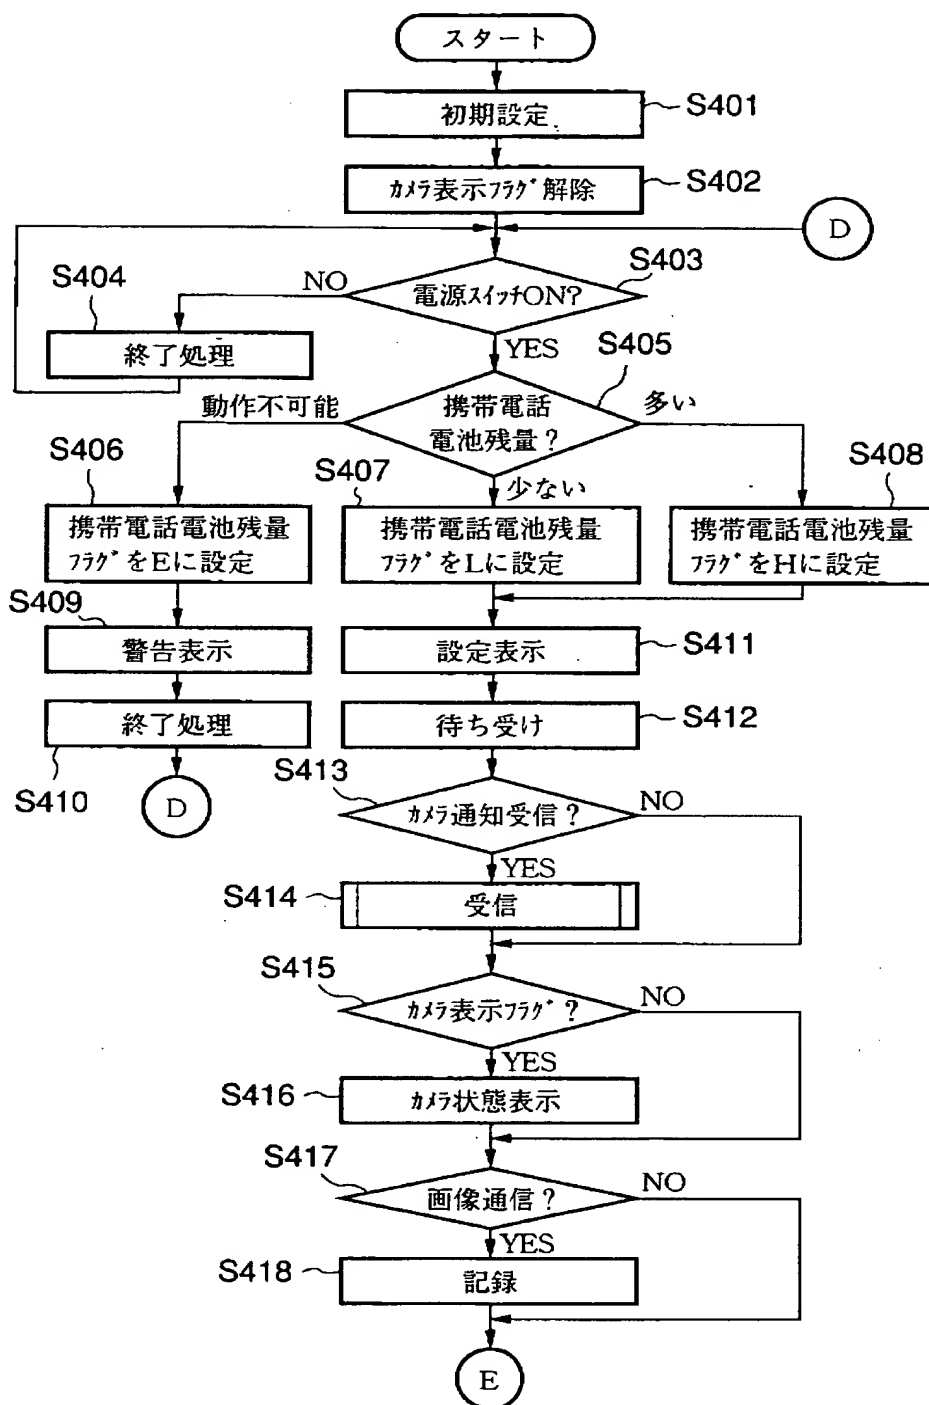 スタート
初期設定
S401
カメラ表示フラグ解除
S402
D
S403
電源スイッチON?
NO
YES
S404
終了処理
S405
携帯電話
電池残量？
動作不可能
少ない
多い
S406
携帯電話電池残量
フラグをEに設定
S407
携帯電話電池残量
フラグをLに設定
S408
携帯電話電池残量
フラグをHに設定
S409
警告表示
設定表示
S411
終了処理
S410
D
待ち受け
S412
S413
カメラ通知受信？
NO
YES
S414
受信
S415
カメラ表示フラグ？
NO
YES
S416
カメラ状態表示
S417
画像通信？
NO
YES
S418
記録
E